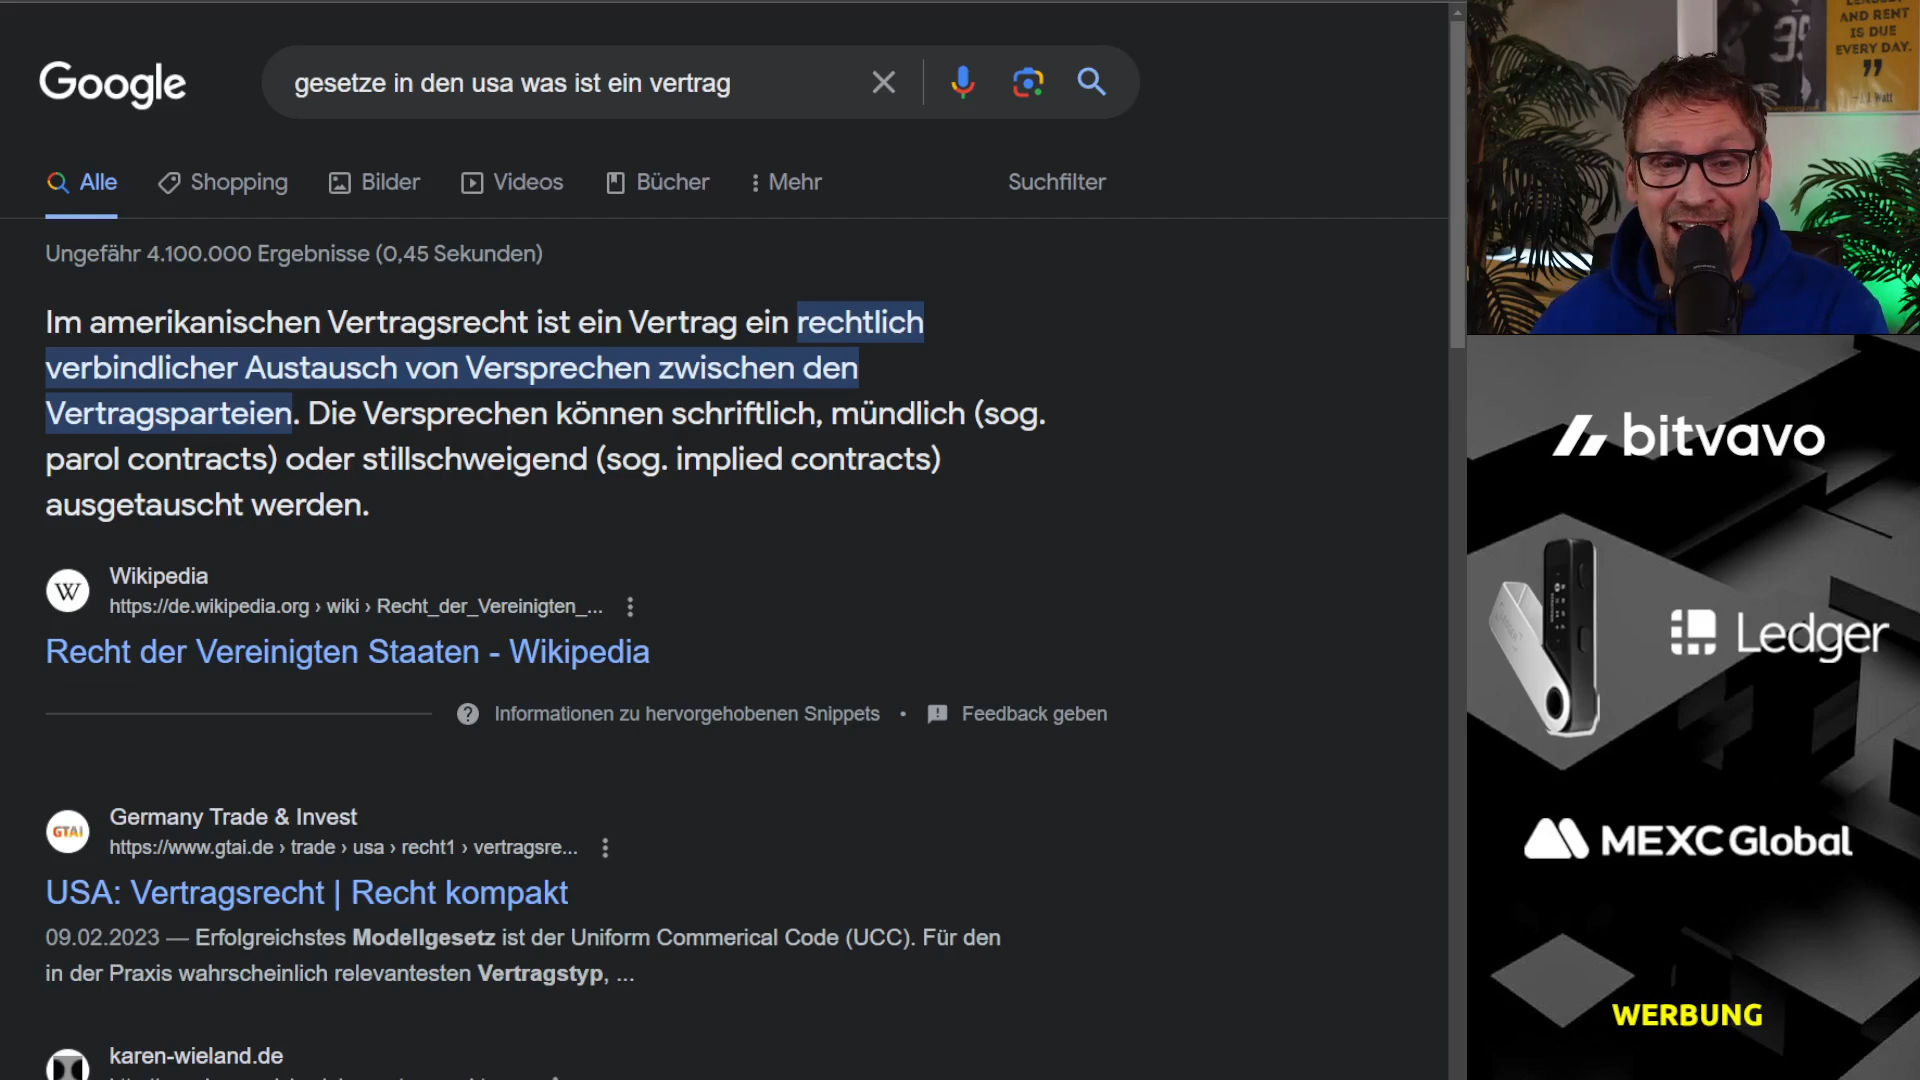 Google
gesetze in den usa was ist ein vertrag
Alle
Shopping
Bilder
Videos
Bücher
Mehr
Suchfilter
Ungefähr 4.100.000 Ergebnisse (0,45 Sekunden)
Im amerikanischen Vertragsrecht ist ein Vertrag ein rechtlich
verbindlicher Austausch von Versprechen zwischen den
Vertragsparteien. Die Versprechen können schriftlich, mündlich (sog.
parol contracts) oder stillschweigend (sog. implied contracts)
ausgetauscht werden.
W
Wikipedia
https://de.wikipedia.org › wiki › Recht_der_Vereinigten_...
Recht der Vereinigten Staaten - Wikipedia
Informationen zu hervorgehobenen Snippets • Feedback geben
GTAI
Germany Trade & Invest
https://www.gtai.de › trade › usa › recht1 › vertragsre...
USA: Vertragsrecht | Recht kompakt
09.02.2023 — Erfolgreichstes Modellgesetz ist der Uniform Commerical Code (UCC). Für den
in der Praxis wahrscheinlich relevantesten Vertragstyp, ...
karen-wieland.de
AND RENT
IS DUE
EVERY DAY.
"
Watt
99
bitvavo
Ledger
MEXC Global
WERBUNG